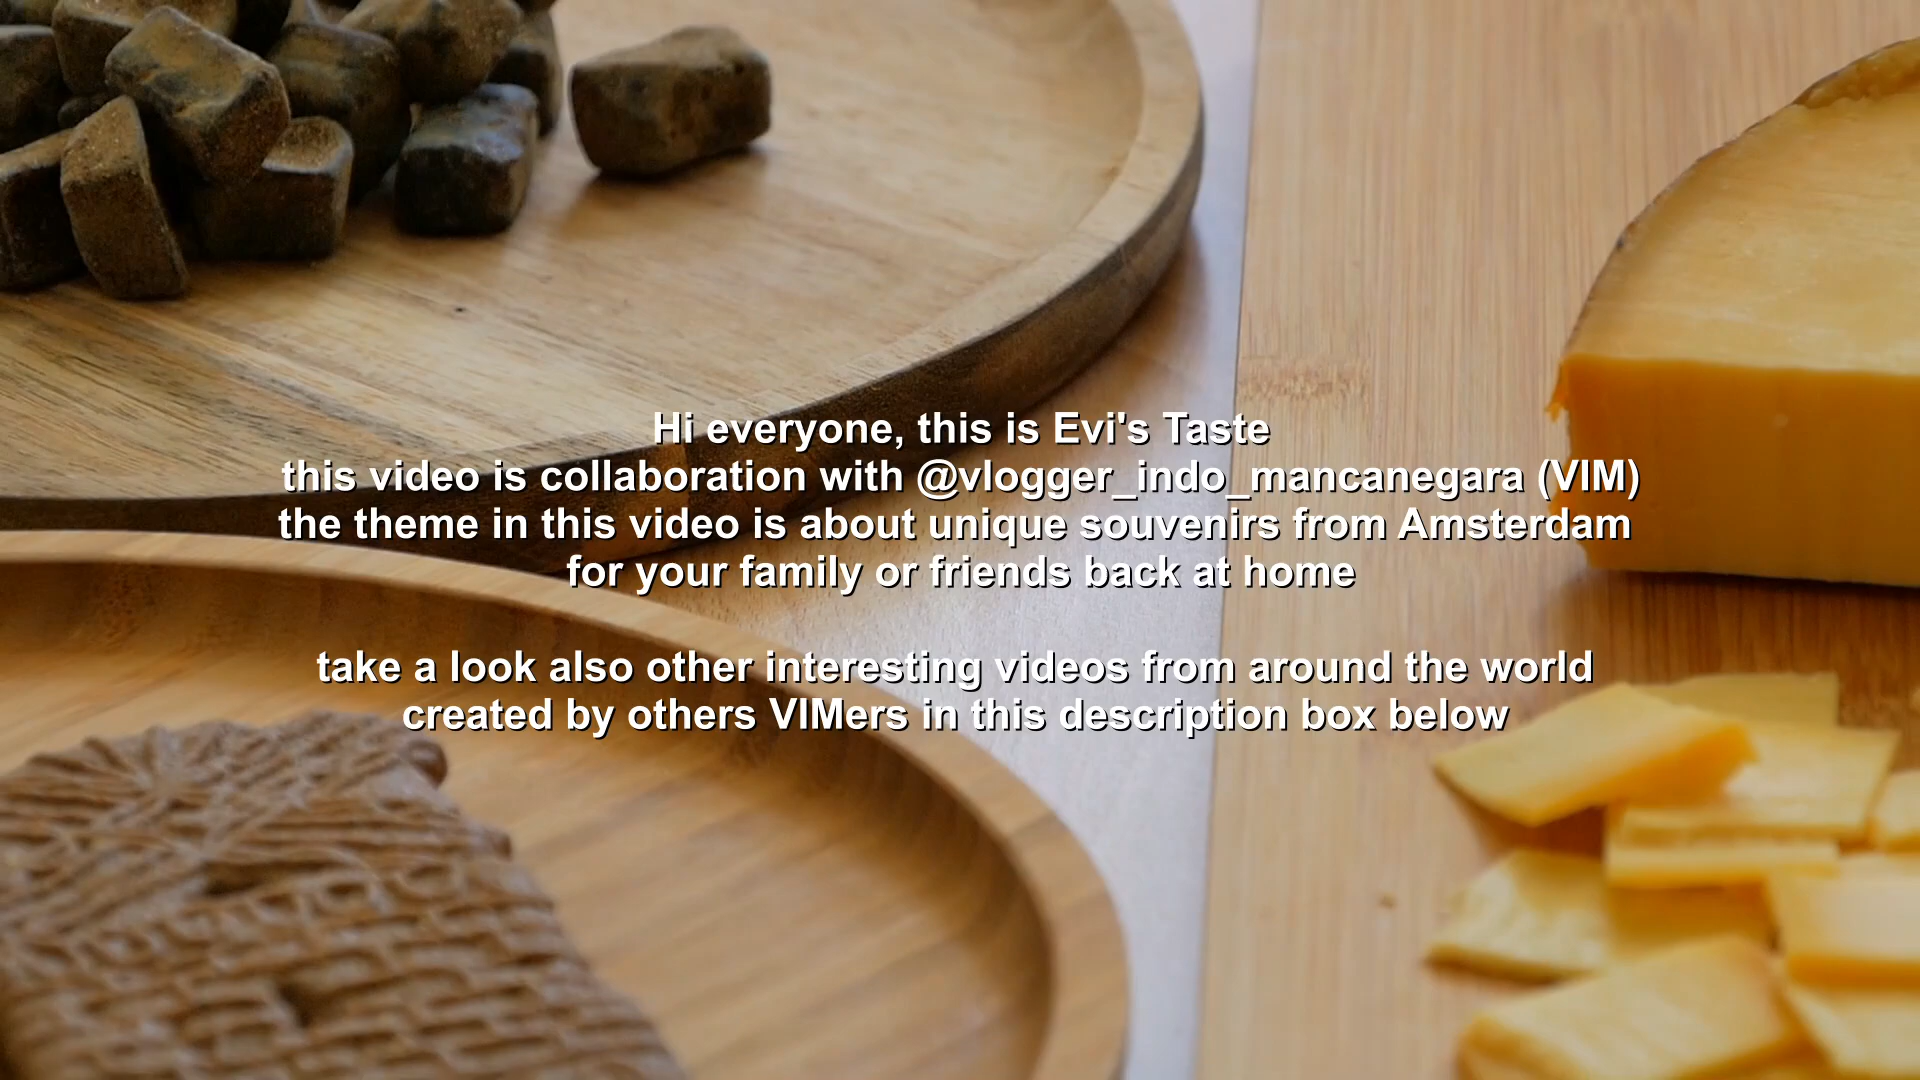 Hi everyone, this is Evi's Taste
this video is collaboration with @vlogger_indo_mancanegara (VIM)
the theme in this video is about unique souvenirs from Amsterdam
for your family or friends back at home
take a look also other interesting videos from around the world
created by others VIMers in this description box below